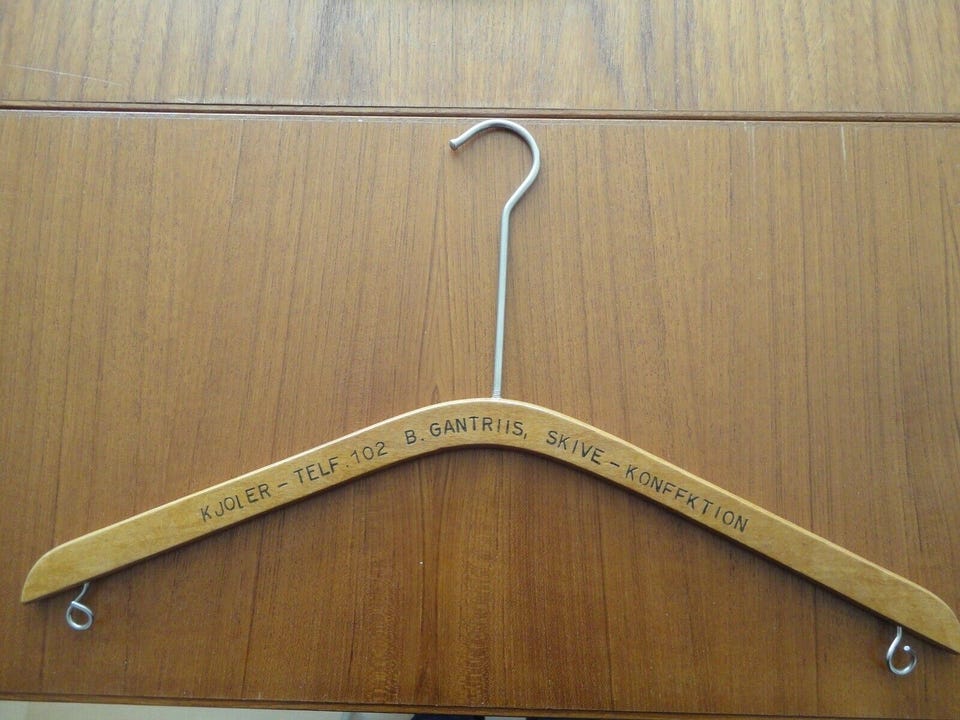 KJOLER - TELF. 102 B. GANTRIIS, SKIVE - KONFEKTION